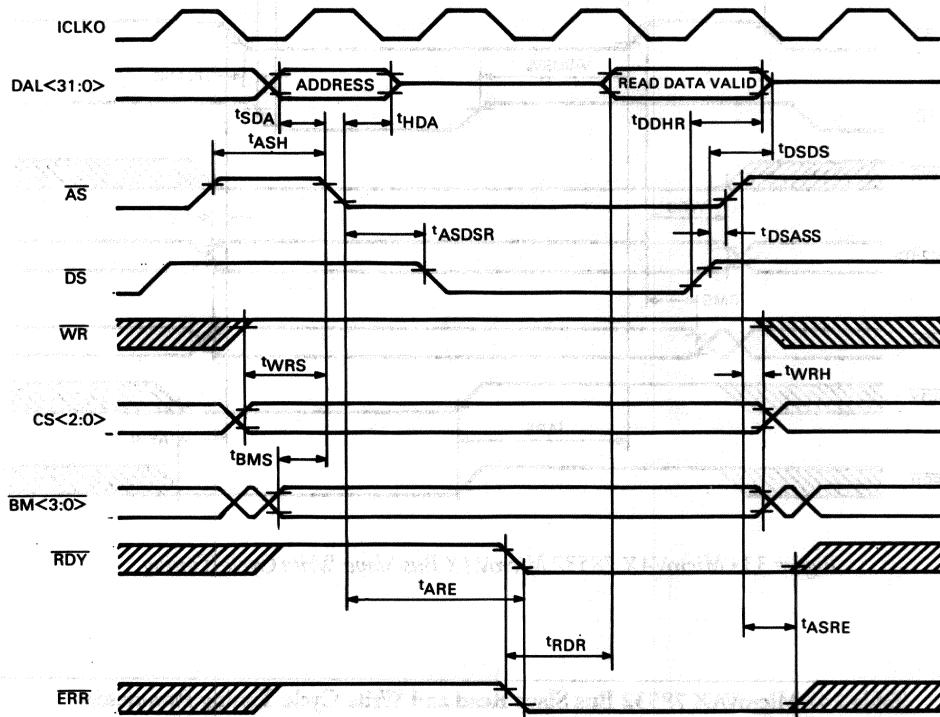 ICLKO
DAL<31:0>
ADDRESS
READ DATA VALID
tSDA
tHDA
tDDHR
tASH
tDSDS
AS
tASDSR
tDSASS
DS
WR
tWRS
tWRH
CS<2:0>
tBMS
BM<3:0>
RDY
tARE
tASRE
tRDR
ERR